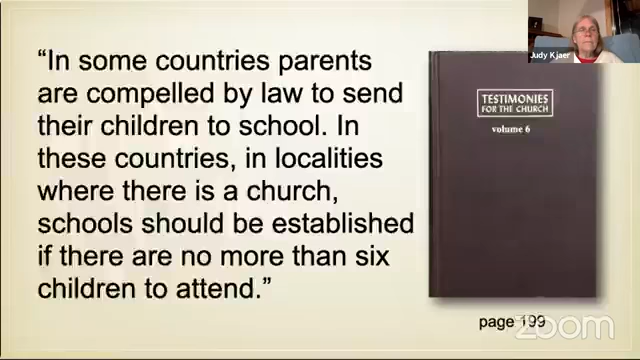 “In some countries parents
are compelled by law to send
their children to school. In
these countries, in localities
where there is a church,
schools should be established
if there are no more than six
children to attend.”
Judy Kjaer
TESTIMONIES
FOR THE CHURCH
volume 6
page 199
zoom